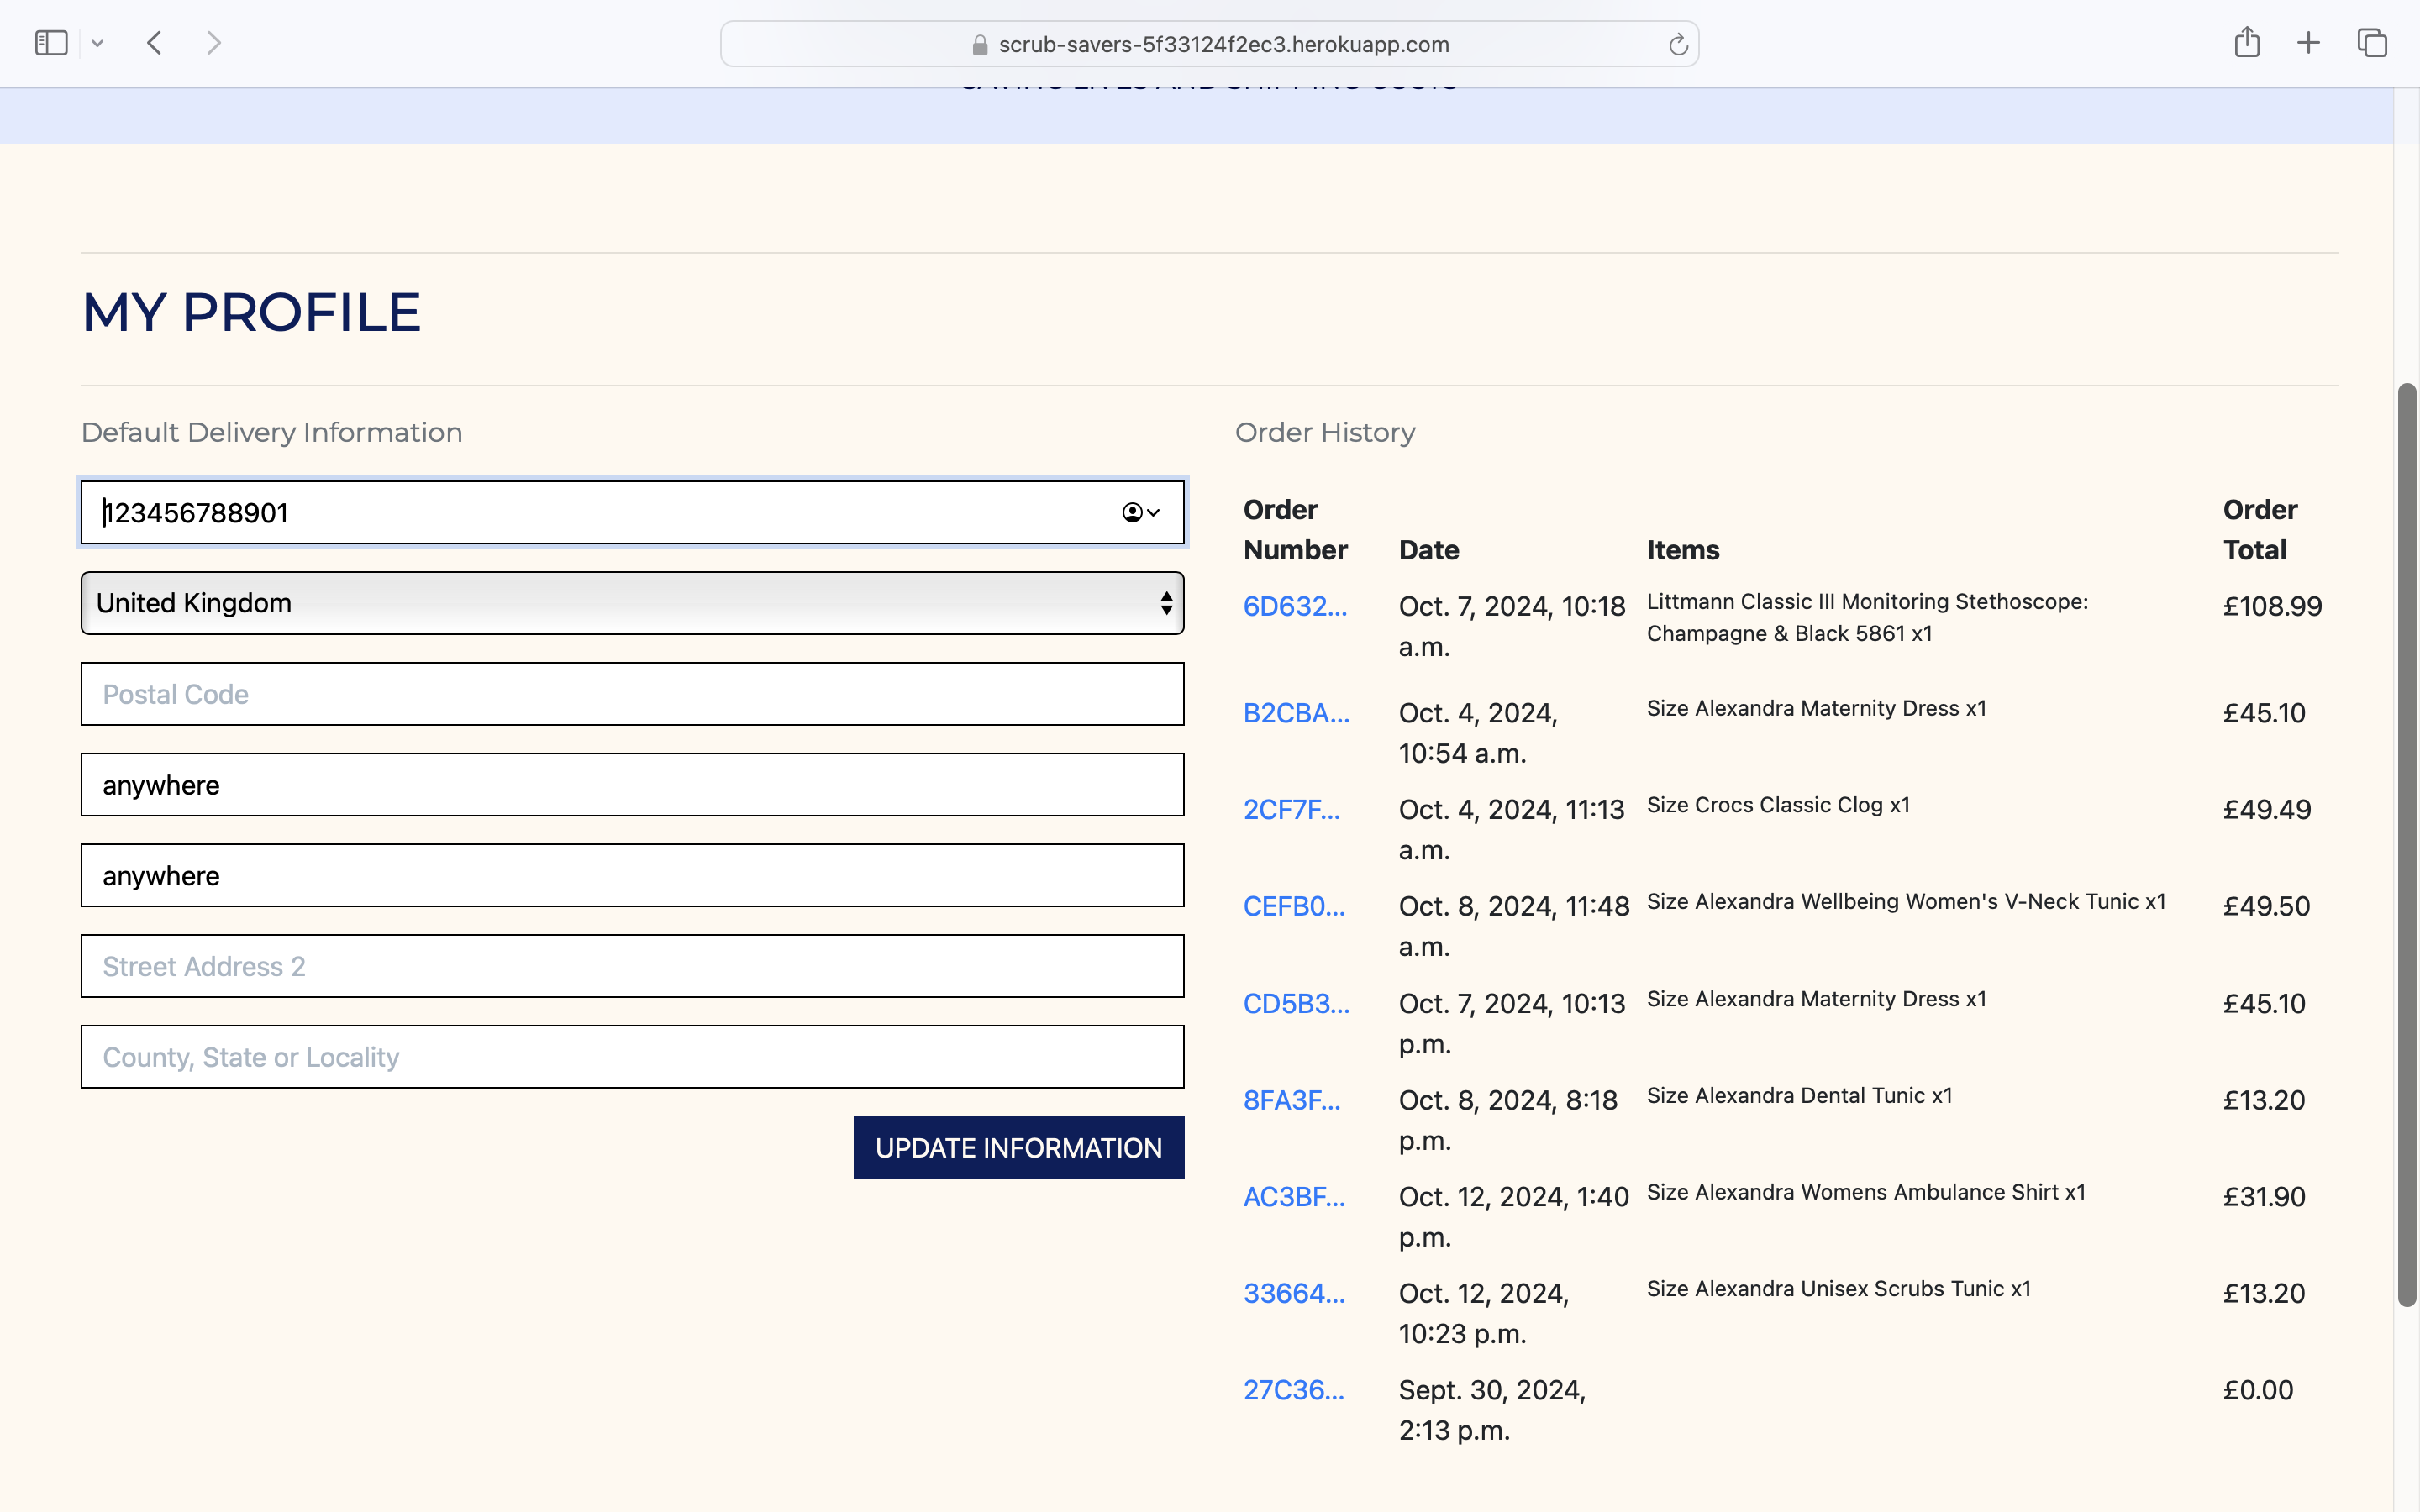 scrub-savers-5f33124f2ec3.herokuapp.com
SAVING LIVES AND SHIPPING COSTS
MY PROFILE
Default Delivery Information
123456788901
United Kingdom
Postal Code
anywhere
anywhere
Street Address 2
County, State or Locality
UPDATE INFORMATION
Order History
Order Number Date Items Order Total
6D632... Oct. 7, 2024, 10:18 a.m. Littmann Classic III Monitoring Stethoscope: Champagne & Black 5861 x1 £108.99
B2CBA... Oct. 4, 2024, 10:54 a.m. Size Alexandra Maternity Dress x1 £45.10
2CF7F... Oct. 4, 2024, 11:13 a.m. Size Crocs Classic Clog x1 £49.49
CEFB0... Oct. 8, 2024, 11:48 a.m. Size Alexandra Wellbeing Women's V-Neck Tunic x1 £49.50
CD5B3... Oct. 7, 2024, 10:13 p.m. Size Alexandra Maternity Dress x1 £45.10
8FA3F... Oct. 8, 2024, 8:18 p.m. Size Alexandra Dental Tunic x1 £13.20
AC3BF... Oct. 12, 2024, 1:40 p.m. Size Alexandra Womens Ambulance Shirt x1 £31.90
33664... Oct. 12, 2024, 10:23 p.m. Size Alexandra Unisex Scrubs Tunic x1 £13.20
27C36... Sept. 30, 2024, 2:13 p.m. £0.00